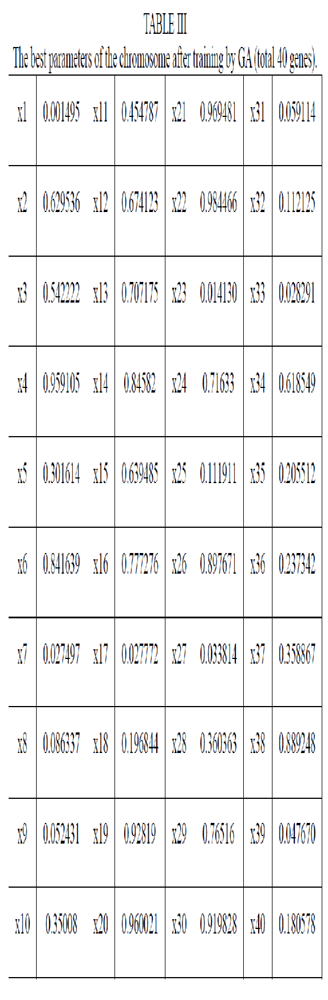 TABLE III
The best parameters of the chromosome after training by GA (total 40 genes).
x1 0.001495 x11 0.454787 x21 0.969481 x31 0.059114
x2 0.629536 x12 0.674123 x22 0.984466 x32 0.112125
x3 0.542222 x13 0.707175 x23 0.014130 x33 0.028291
x4 0.959105 x14 0.84582 x24 0.71633 x34 0.618549
x5 0.301614 x15 0.639485 x25 0.111911 x35 0.205512
x6 0.841639 x16 0.777276 x26 0.897671 x36 0.237342
x7 0.027497 x17 0.027772 x27 0.033814 x37 0.358867
x8 0.086337 x18 0.196844 x28 0.360363 x38 0.889248
x9 0.052431 x19 0.92819 x29 0.76516 x39 0.047670
x10 0.35008 x20 0.960021 x30 0.919828 x40 0.180578